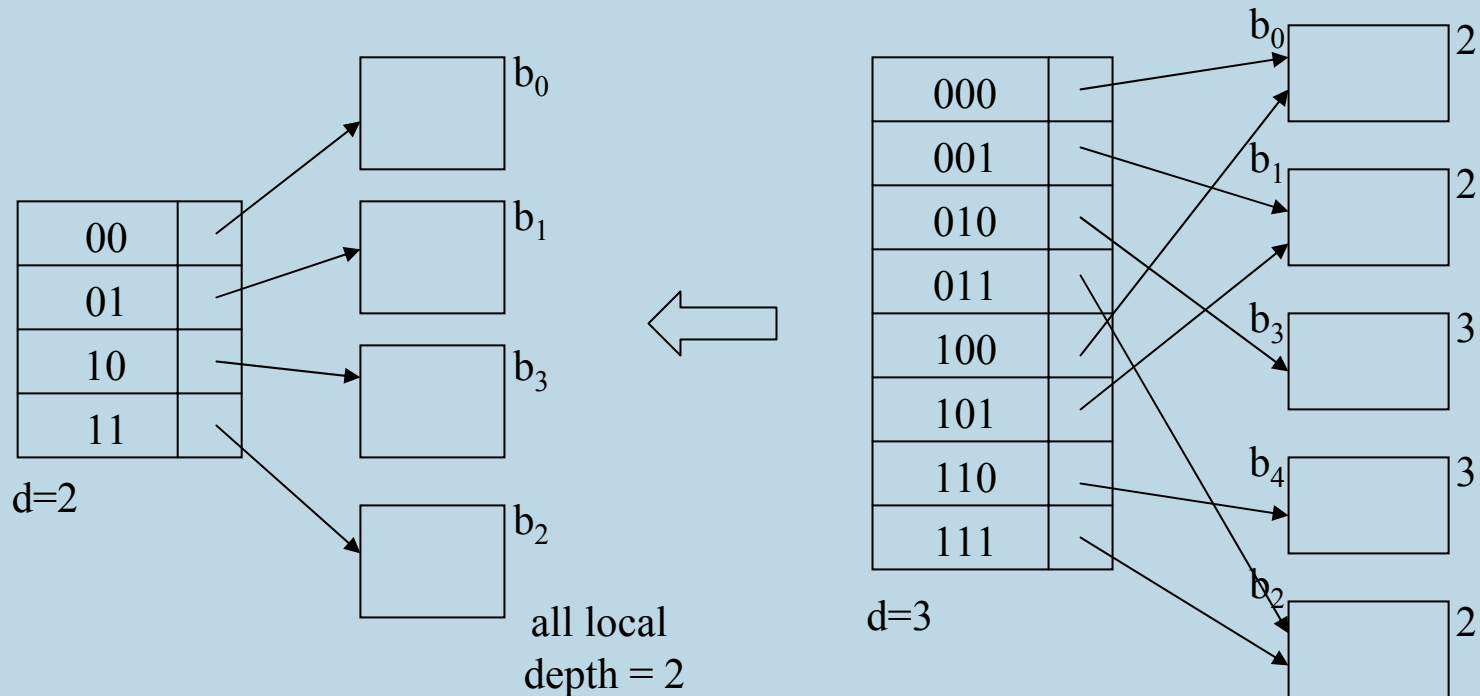 b₀
00
b₁
01
10
b₃
11
d=2
b₂
all local
depth = 2
b₀ 2
000
001
b₁ 2
010
011
100
b₃ 3
101
110
b₄ 3
111
d=3
b₂ 2